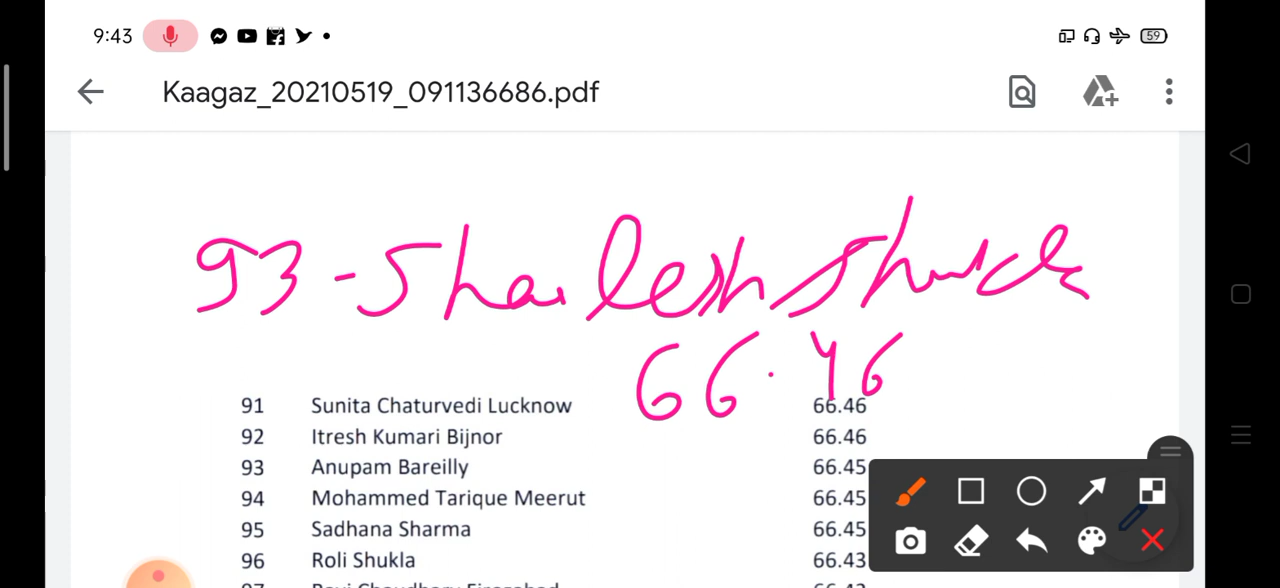 9:43 59
Kaagaz_20210519_091136686.pdf
93-Shailesh Shukla
66.46
91 Sunita Chaturvedi Lucknow 66.46
92 Itresh Kumari Bijnor 66.46
93 Anupam Bareilly 66.45
94 Mohammed Tarique Meerut 66.45
95 Sadhana Sharma 66.45
96 Roli Shukla 66.43